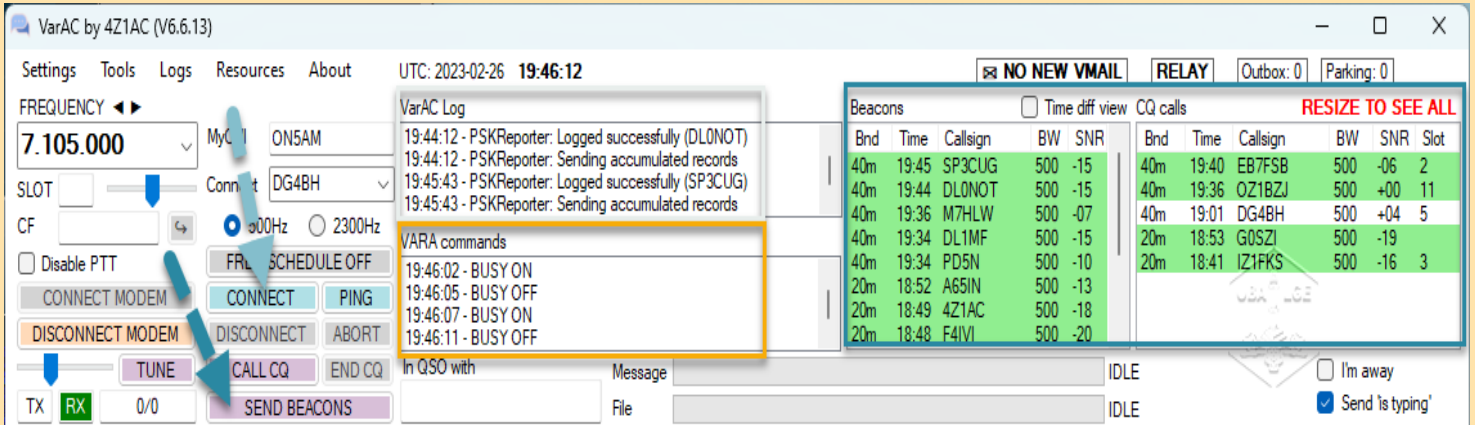 VarAC by 4Z1AC (V6.6.13)
Settings Tools Logs Resources About UTC: 2023-02-26 19:46:12 NO NEW VMAIL RELAY Outbox: 0 Parking: 0
FREQUENCY
7.105.000
SLOT
CF
Disable PTT
CONNECT MODEM
DISCONNECT MODEM
TUNE
TX RX 0/0
ON5AM
DG4BH
2300Hz
SCHEDULE OFF
CONNECT PING
DISCONNECT ABORT
CALL CQ END CQ
SEND BEACONS
VarAC Log
19:44:12 - PSKReporter: Logged successfully (DL0NOT)
19:44:12 - PSKReporter: Sending accumulated records
19:45:43 - PSKReporter: Logged successfully (SP3CUG)
19:45:43 - PSKReporter: Sending accumulated records
VARA commands
19:46:02 - BUSY ON
19:46:05 - BUSY OFF
19:46:07 - BUSY ON
19:46:11 - BUSY OFF
In QSO with
Message IDLE
File IDLE
Beacons Time diff view
Bnd Time Callsign BW SNR
40m 19:45 SP3CUG 500 -15
40m 19:44 DL0NOT 500 -15
40m 19:36 M7HLW 500 -07
40m 19:34 DL1MF 500 -15
40m 19:34 PD5N 500 -10
20m 18:52 A65IN 500 -13
20m 18:49 4Z1AC 500 -18
20m 18:48 F4IVI 500 -20
CQ calls RESIZE TO SEE ALL
Bnd Time Callsign BW SNR Slot
40m 19:40 EB7FSB 500 -06 2
40m 19:36 OZ1BZJ 500 +00 11
40m 19:01 DG4BH 500 +04 5
20m 18:53 G0SZI 500 -19
20m 18:41 IZ1FKS 500 -16 3
I'm away
Send 'is typing'